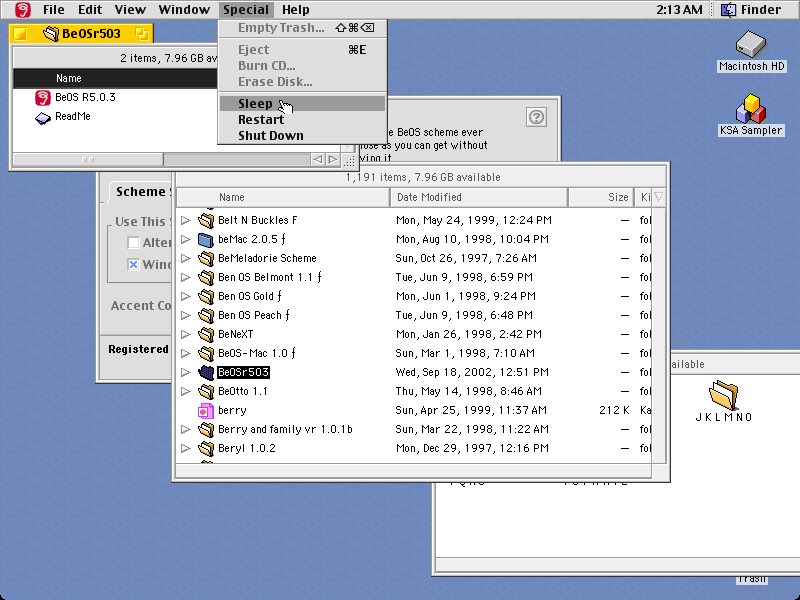 File Edit View Window Special Help 2:13 AM Finder
BeOSr503
2 items, 7.96 GB av
Name
BeOS R5.0.3
ReadMe
Empty Trash... ⇧⌘⌫
Eject ⌘E
Burn CD...
Erase Disk...
Sleep
Restart
Shut Down
Macintosh HD
KSA Sampler
e BeOS scheme ever
ose as you can get without
ying it
Scheme S
Use This S
Alter
Wind
Accent Co
Registered
1,191 items, 7.96 GB available
Name Date Modified Size Ki
Belt N Buckles F Mon, May 24, 1999, 12:24 PM — fol
beMac 2.0.5 ƒ Mon, Aug 10, 1998, 10:04 PM — fol
BeMeladorie Scheme Sun, Oct 26, 1997, 7:26 AM — fol
Ben OS Belmont 1.1 ƒ Tue, Jun 9, 1998, 6:59 PM — fol
Ben OS Gold ƒ Mon, Jun 1, 1998, 9:24 PM — fol
Ben OS Peach ƒ Tue, Jun 9, 1998, 6:48 PM — fol
BeNeXT Mon, Jan 26, 1998, 2:42 PM — fol
BeOS-Mac 1.0 ƒ Sun, Mar 1, 1998, 7:10 AM — fol
BeOSr503 Wed, Sep 18, 2002, 12:51 PM — fol
BeOtto 1.1 Thu, May 14, 1998, 8:46 AM — fol
berry Sun, Apr 25, 1999, 11:37 AM 212 K Ka
Berry and family vr 1.0.1b Sun, Mar 22, 1998, 11:22 AM — fol
Beryl 1.0.2 Mon, Dec 29, 1997, 12:16 PM — fol
ailable
J K L M N O
Trash